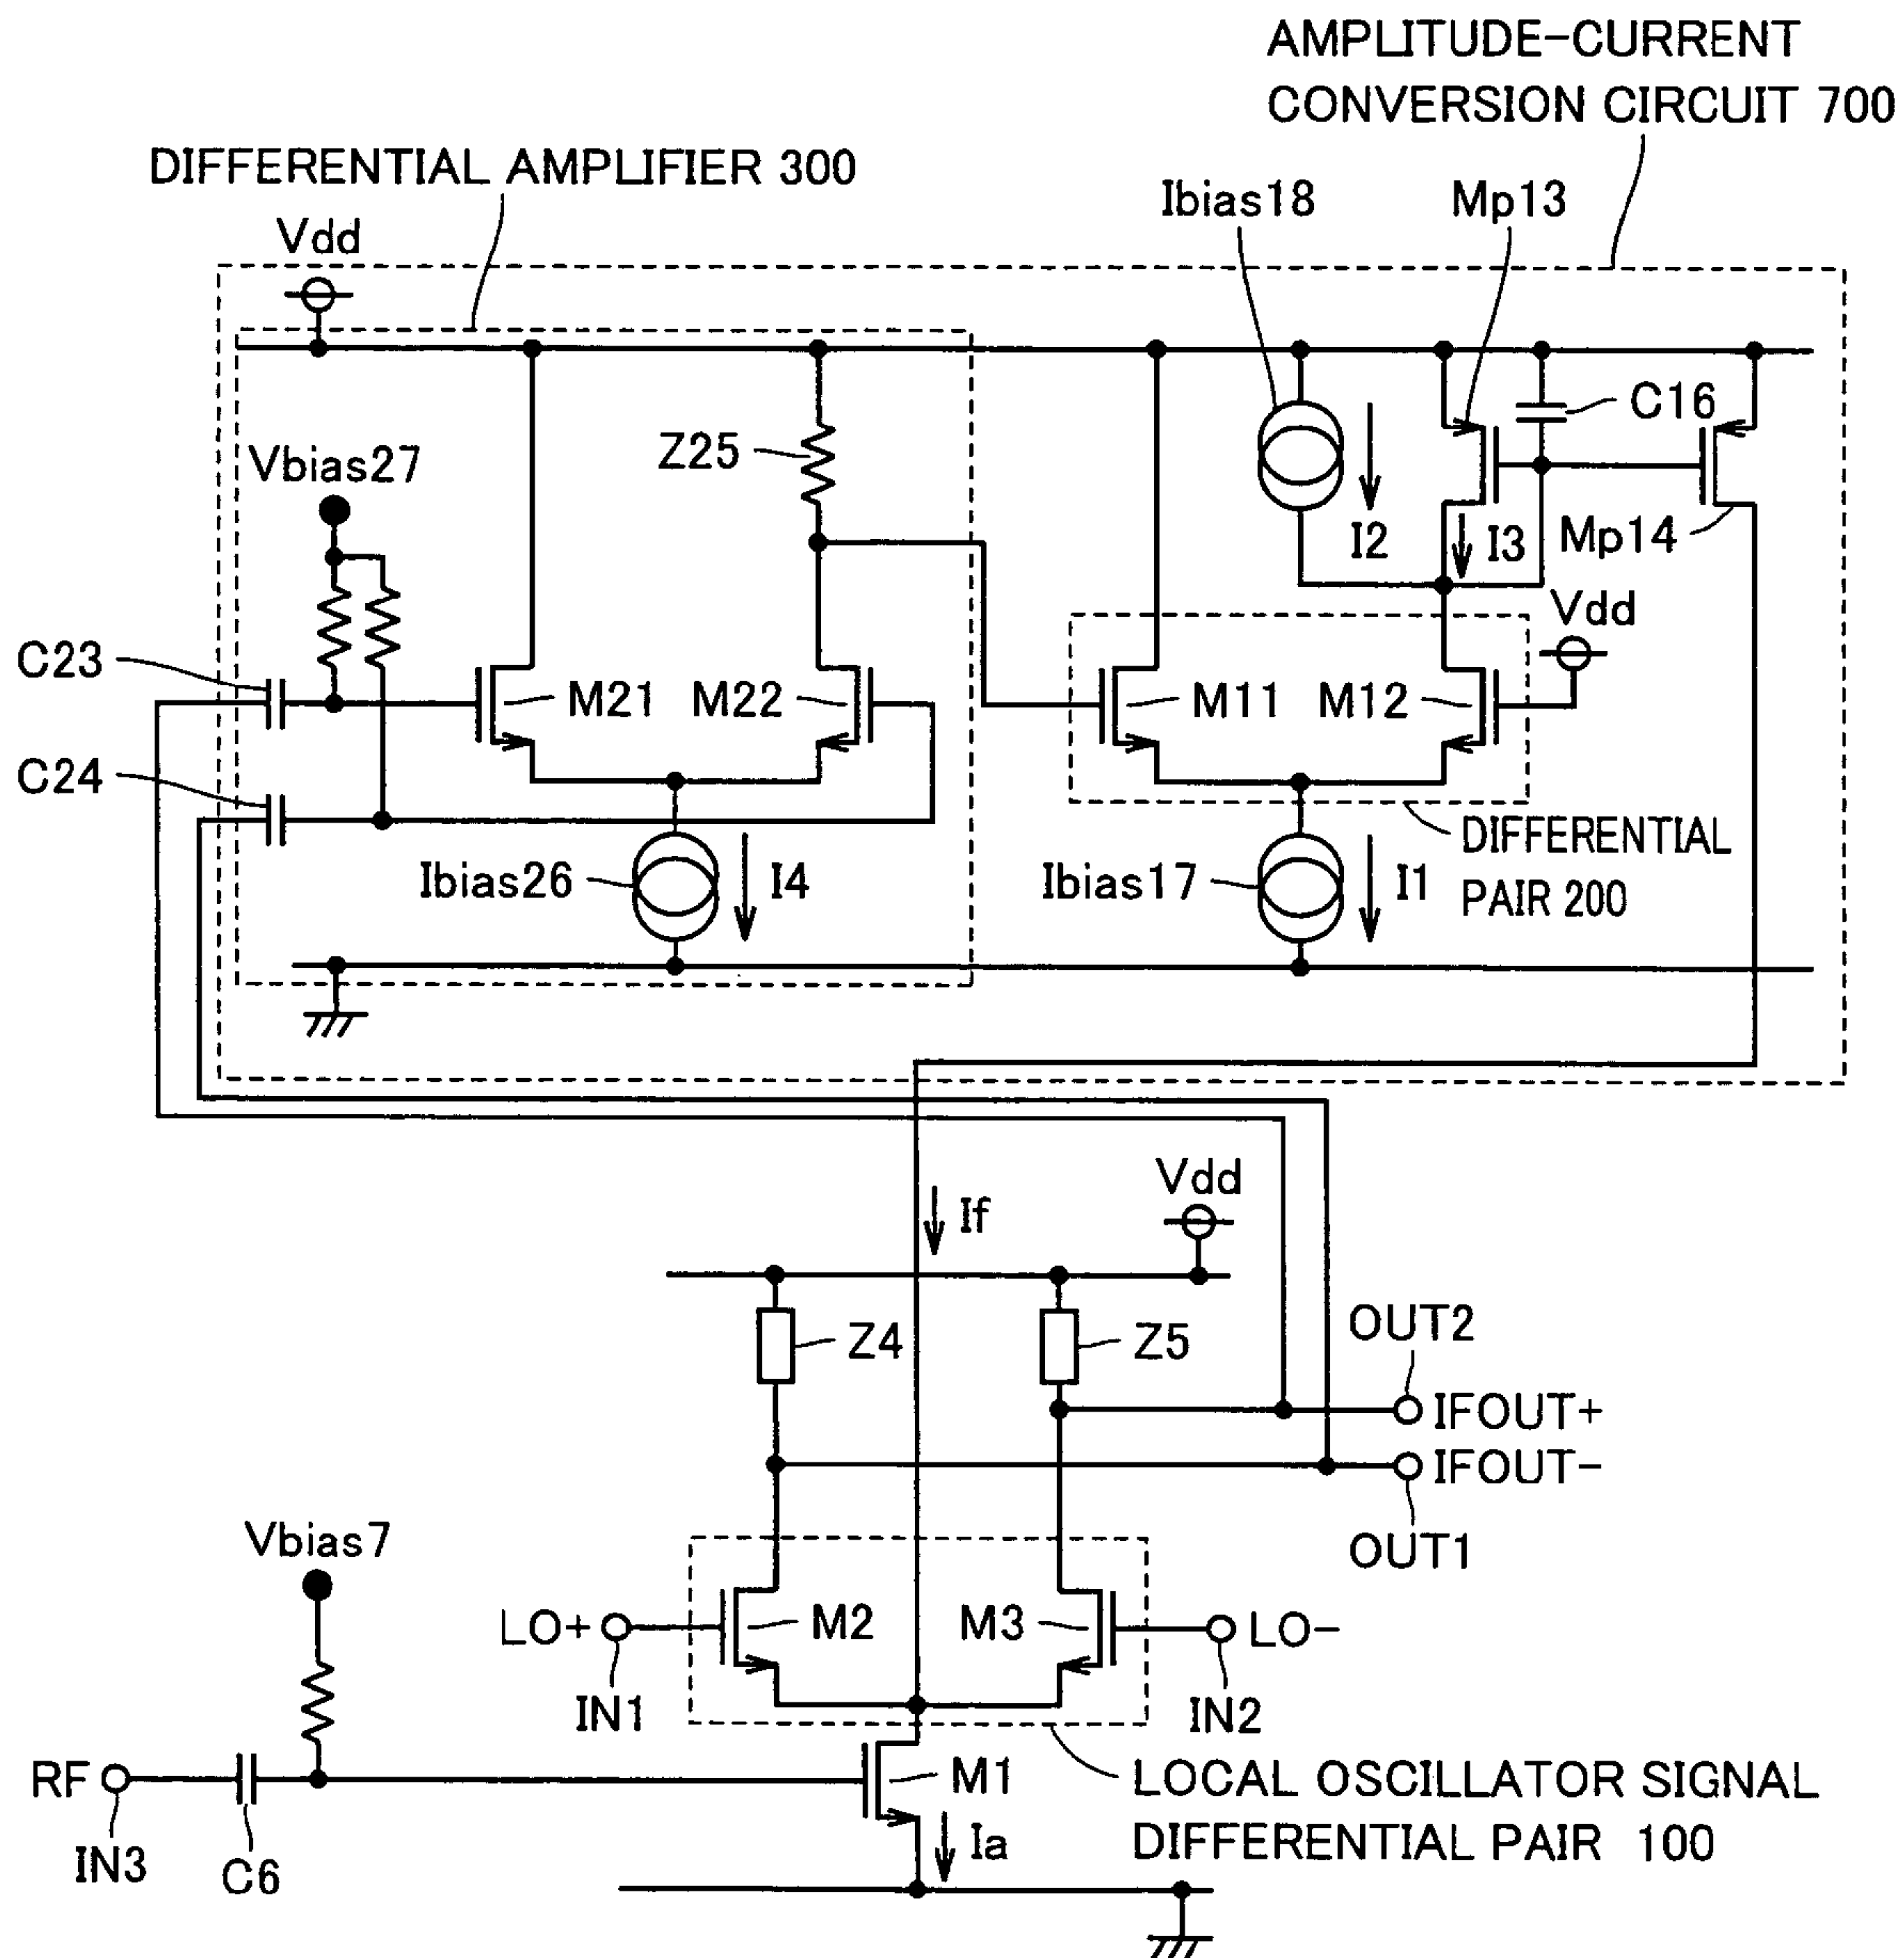 AMPLITUDE-CURRENT
CONVERSION CIRCUIT 700
DIFFERENTIAL AMPLIFIER 300
Ibias18
Mp13
Vdd
C16
Z25
Vbias27
I2
I3
Mp14
Vdd
C23
M21
M22
M11
M12
C24
DIFFERENTIAL
PAIR 200
Ibias26
I4
Ibias17
I1
If
Vdd
Z4
Z5
OUT2
IFOUT+
IFOUT-
OUT1
Vbias7
LO+
M2
M3
LO-
IN1
IN2
RF
M1
LOCAL OSCILLATOR SIGNAL
DIFFERENTIAL PAIR 100
IN3
C6
Ia